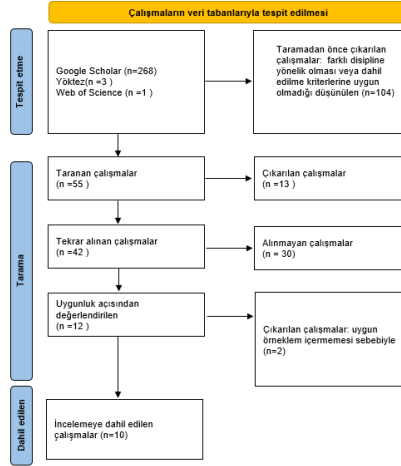 Çalışmaların veri tabanlarıyla tespit edilmesi
Tespit etme
Google Scholar (n=268)
Yöktez(n =3 )
Web of Science (n =1 )
Taramadan önce çıkarılan
çalışmalar: farklı disipline
yönelik olması veya dahil
edilme kriterlerine uygun
olmadığı düşünülen (n=104)
Tarama
Taranan çalışmalar
(n =55 )
Çıkarılan çalışmalar
(n =13 )
Tekrar alınan çalışmalar
(n =42 )
Alınmayan çalışmalar
(n = 30)
Uygunluk açısından
değerlendirilen
(n =12 )
Çıkarılan çalışmalar: uygun
örneklem içermemesi sebebiyle
(n=2)
Dahil edilen
İncelemeye dahil edilen
çalışmalar (n=10)